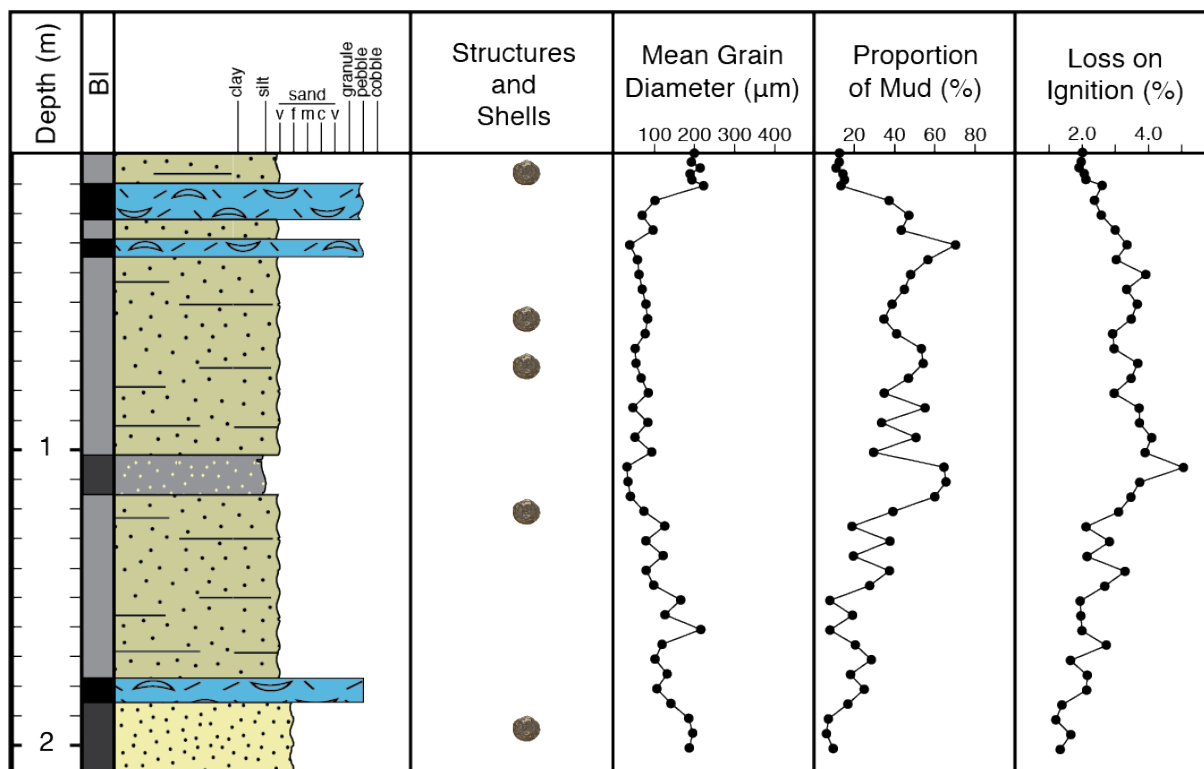 Depth (m)
BI
clay
silt
sand
v f m c v
granule
pebble
cobble
Structures
and
Shells
Mean Grain
Diameter (µm)
100 200 300 400
Proportion
of Mud (%)
20 40 60 80
Loss on
Ignition (%)
2.0 4.0
1
2